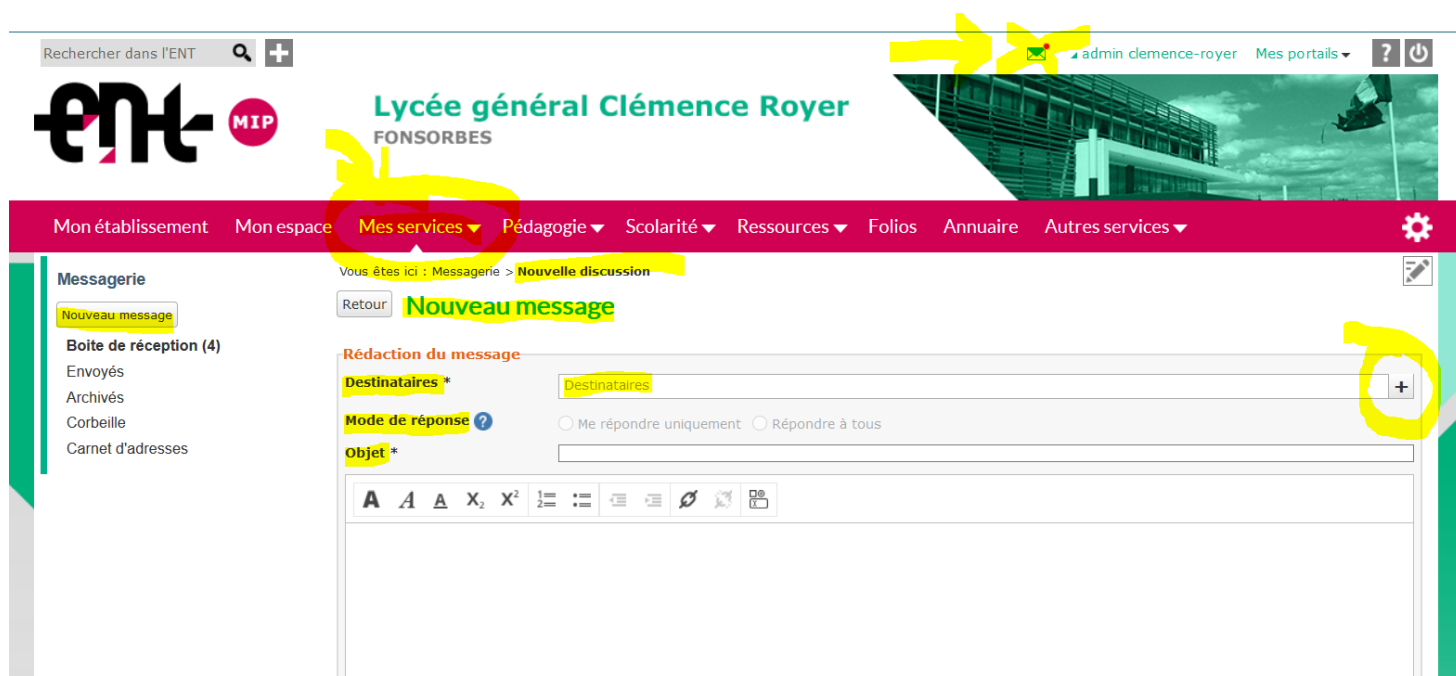 Rechercher dans l'ENT
admin clemence-royer Mes portails ?
ent MIP
Lycée général Clémence Royer
FONSORBES
Mon établissement Mon espace Mes services Pédagogie Scolarité Ressources Folios Annuaire Autres services
Messagerie
Nouveau message
Boite de réception (4)
Envoyés
Archivés
Corbeille
Carnet d'adresses
Vous êtes ici : Messagerie > Nouvelle discussion
Retour Nouveau message
Rédaction du message
Destinataires * Destinataires +
Mode de réponse ? Me répondre uniquement Répondre à tous
Objet *
A A A X₂ X²